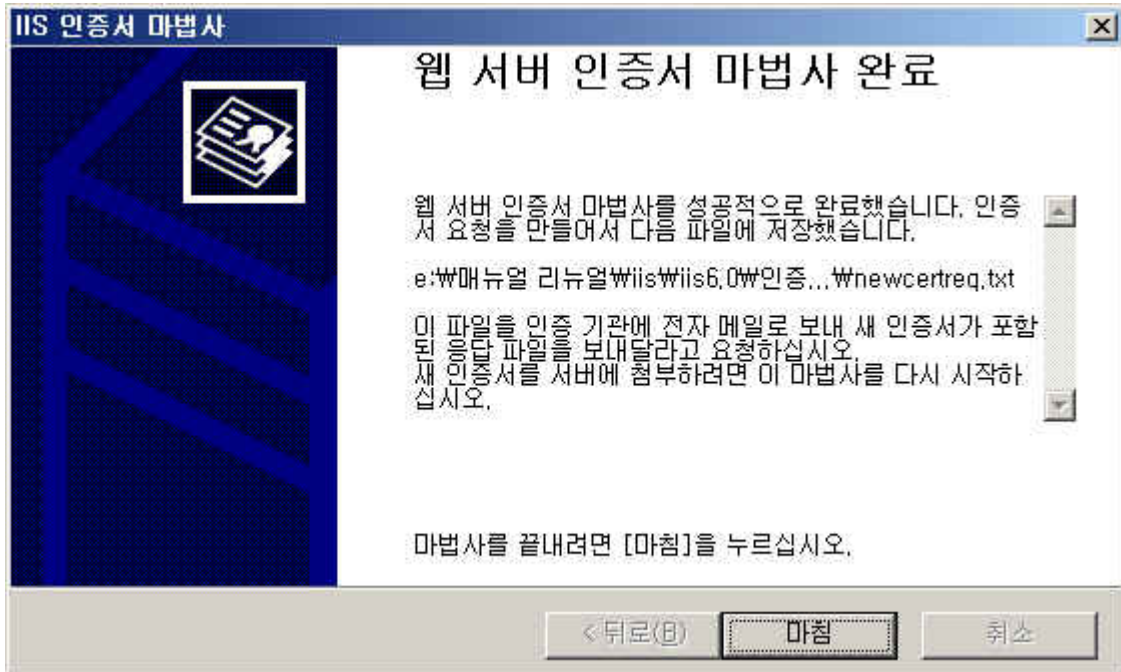 IIS 인증서 마법사
웹 서버 인증서 마법사 완료
웹 서버 인증서 마법사를 성공적으로 완료했습니다. 인증
서 요청을 만들어서 다음 파일에 저장했습니다.
e:₩매뉴얼 리뉴얼₩iis₩iis6.0₩인증...₩newcertreq.txt
이 파일을 인증 기관에 전자 메일로 보내 새 인증서가 포함
된 응답 파일을 보내달라고 요청하십시오.
새 인증서를 서버에 첨부하려면 이 마법사를 다시 시작하
십시오.
마법사를 끝내려면 [마침]을 누르십시오.
< 뒤로(B) 마침 취소